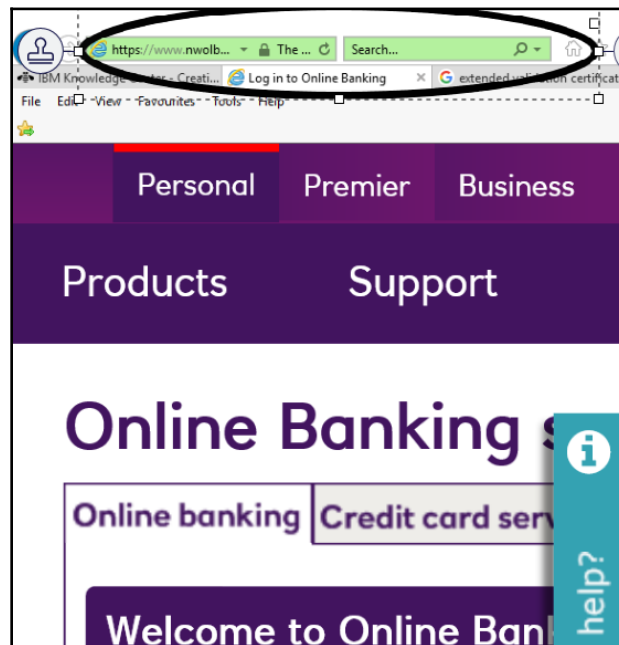 https://www.nwolb... The ... Search...
IBM Knowledge Center - Creati... Log in to Online Banking × G extended validation certificat
File Edit View Favourites Tools Help
Personal Premier Business
Products Support
Online Banking s
Online banking Credit card serv
help?
Welcome to Online Bank